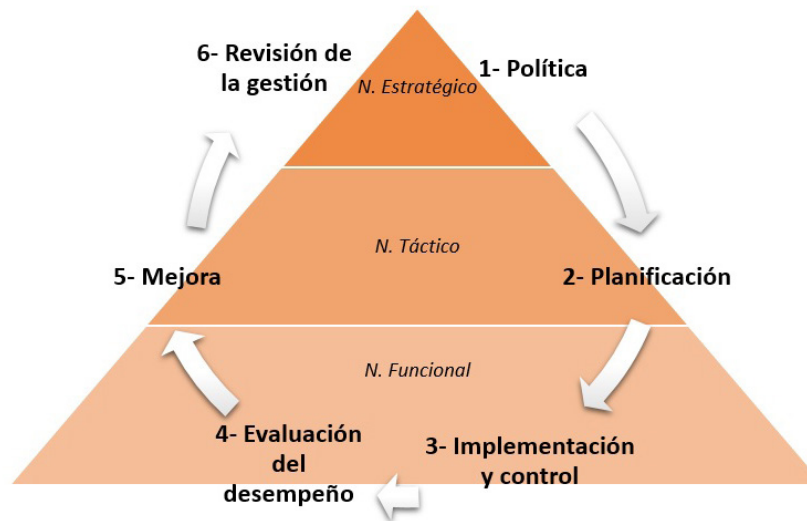 6- Revisión de
la gestión
1- Política
N. Estratégico
N. Táctico
5- Mejora
2- Planificación
N. Funcional
4- Evaluación
del
desempeño
3- Implementación
y control